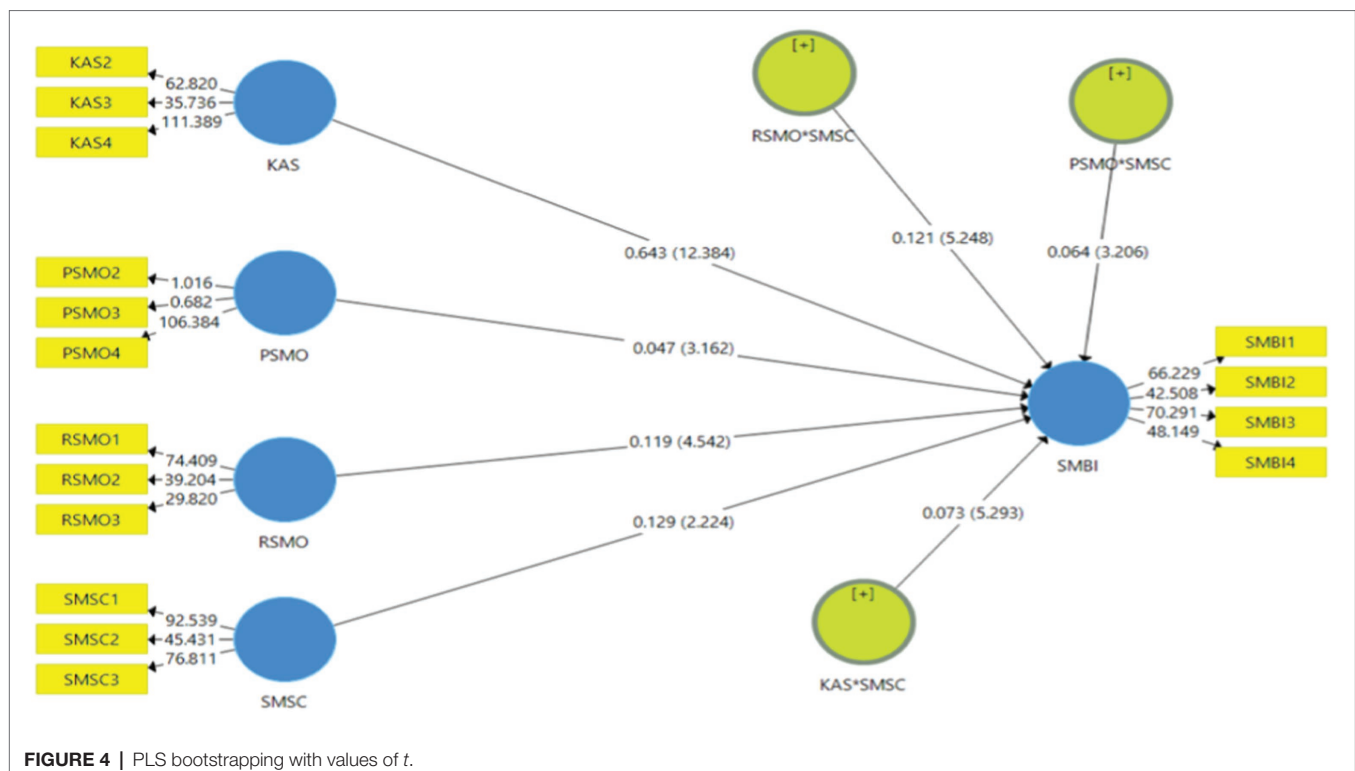 KAS2
KAS3
KAS4
62.820
35.736
111.389
KAS
[+]
RSMO*SMSC
[+]
PSMO*SMSC
0.643 (12.384)
0.121 (5.248)
0.064 (3.206)
PSMO2
PSMO3
PSMO4
1.016
0.682
106.384
PSMO
0.047 (3.162)
RSMO1
RSMO2
RSMO3
74.409
39.204
29.820
RSMO
0.119 (4.542)
SMSC1
SMSC2
SMSC3
92.539
45.431
76.811
SMSC
0.129 (2.224)
SMBI
66.229
42.508
70.291
48.149
SMBI1
SMBI2
SMBI3
SMBI4
0.073 (5.293)
[+]
KAS*SMSC
FIGURE 4 | PLS bootstrapping with values of t.